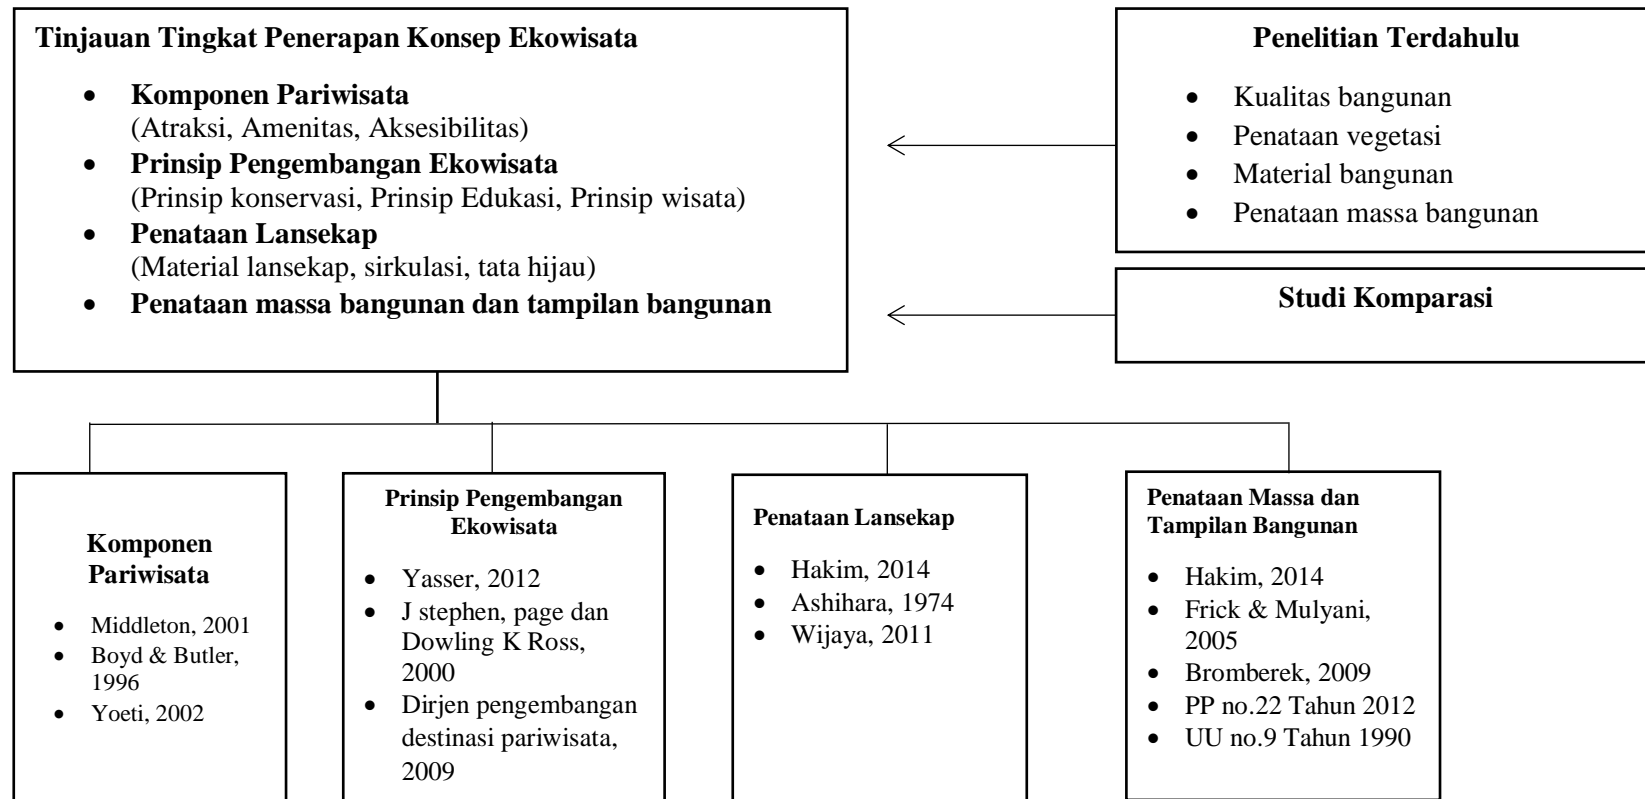 Tinjauan Tingkat Penerapan Konsep Ekowisata
• Komponen Pariwisata
(Atraksi, Amenitas, Aksesibilitas)
• Prinsip Pengembangan Ekowisata
(Prinsip konservasi, Prinsip Edukasi, Prinsip wisata)
• Penataan Lansekap
(Material lansekap, sirkulasi, tata hijau)
• Penataan massa bangunan dan tampilan bangunan
Penelitian Terdahulu
• Kualitas bangunan
• Penataan vegetasi
• Material bangunan
• Penataan massa bangunan
Studi Komparasi
Komponen
Pariwisata
• Middleton, 2001
• Boyd & Butler,
1996
• Yoeti, 2002
Prinsip Pengembangan
Ekowisata
• Yasser, 2012
• J stephen, page dan
Dowling K Ross,
2000
• Dirjen pengembangan
destinasi pariwisata,
2009
Penataan Lansekap
• Hakim, 2014
• Ashihara, 1974
• Wijaya, 2011
Penataan Massa dan
Tampilan Bangunan
• Hakim, 2014
• Frick & Mulyani,
2005
• Bromberek, 2009
• PP no.22 Tahun 2012
• UU no.9 Tahun 1990